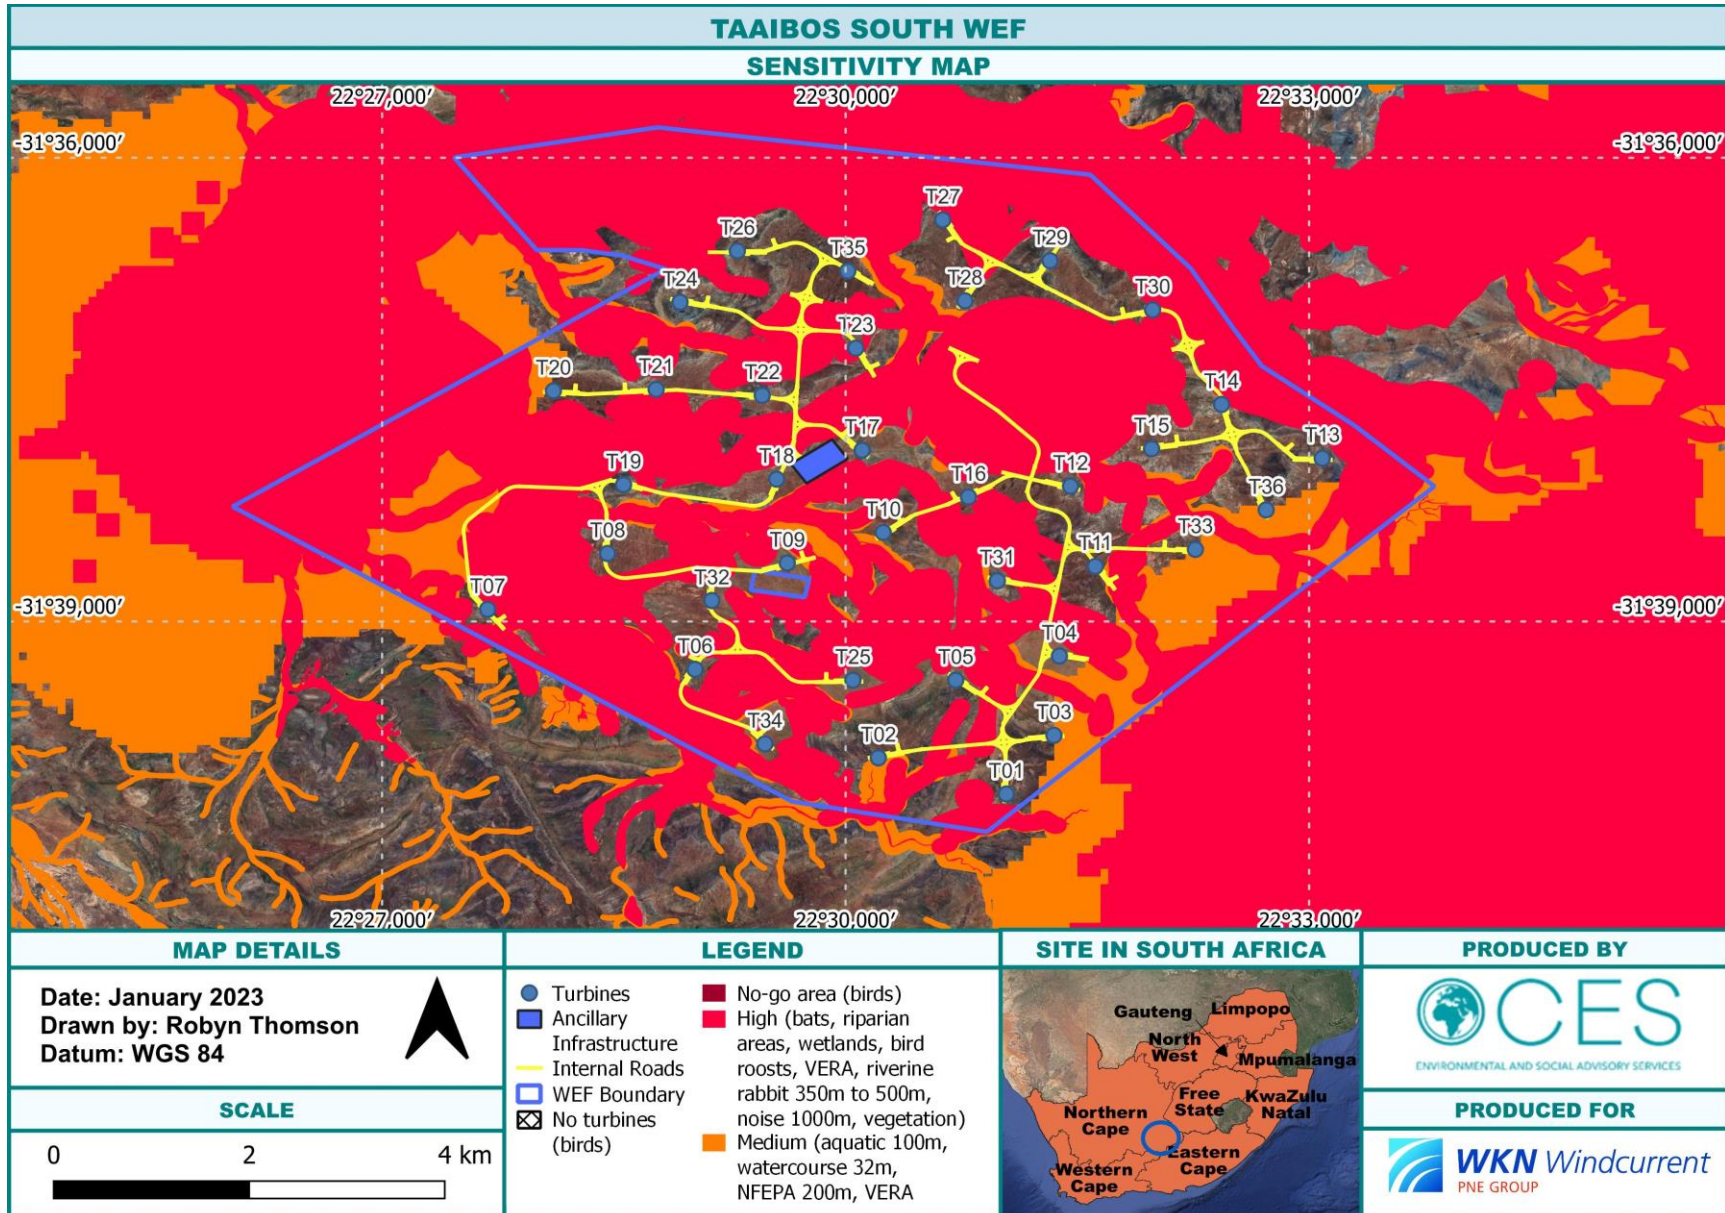 TAAIBOS SOUTH WEF
SENSITIVITY MAP
22°27,000′
22°30,000′
22°33,000′
-31°36,000′
-31°36,000′
T27
T26
T29
T35
T24
T28
T30
T23
T20
T21
T22
T14
T17
T15
T13
T18
T19
T16
T12
T36
T10
T08
T09
T11
T33
T31
T32
T07
-31°39,000′
-31°39,000′
T04
T06
T25
T05
T34
T03
T02
T01
22°27,000′
22°30,000′
22°33,000′
MAP DETAILS
Date: January 2023
Drawn by: Robyn Thomson
Datum: WGS 84
SCALE
0 2 4 km
LEGEND
Turbines
Ancillary
Infrastructure
Internal Roads
WEF Boundary
No turbines
(birds)
No-go area (birds)
High (bats, riparian
areas, wetlands, bird
roosts, VERA, riverine
rabbit 350m to 500m,
noise 1000m, vegetation)
Medium (aquatic 100m,
watercourse 32m,
NFEPA 200m, VERA
SITE IN SOUTH AFRICA
Gauteng
Limpopo
North
West
Mpumalanga
Free
State
KwaZulu
Natal
Northern
Cape
Eastern
Cape
Western
Cape
PRODUCED BY
CES
ENVIRONMENTAL AND SOCIAL ADVISORY SERVICES
PRODUCED FOR
WKN Windcurrent
PNE GROUP